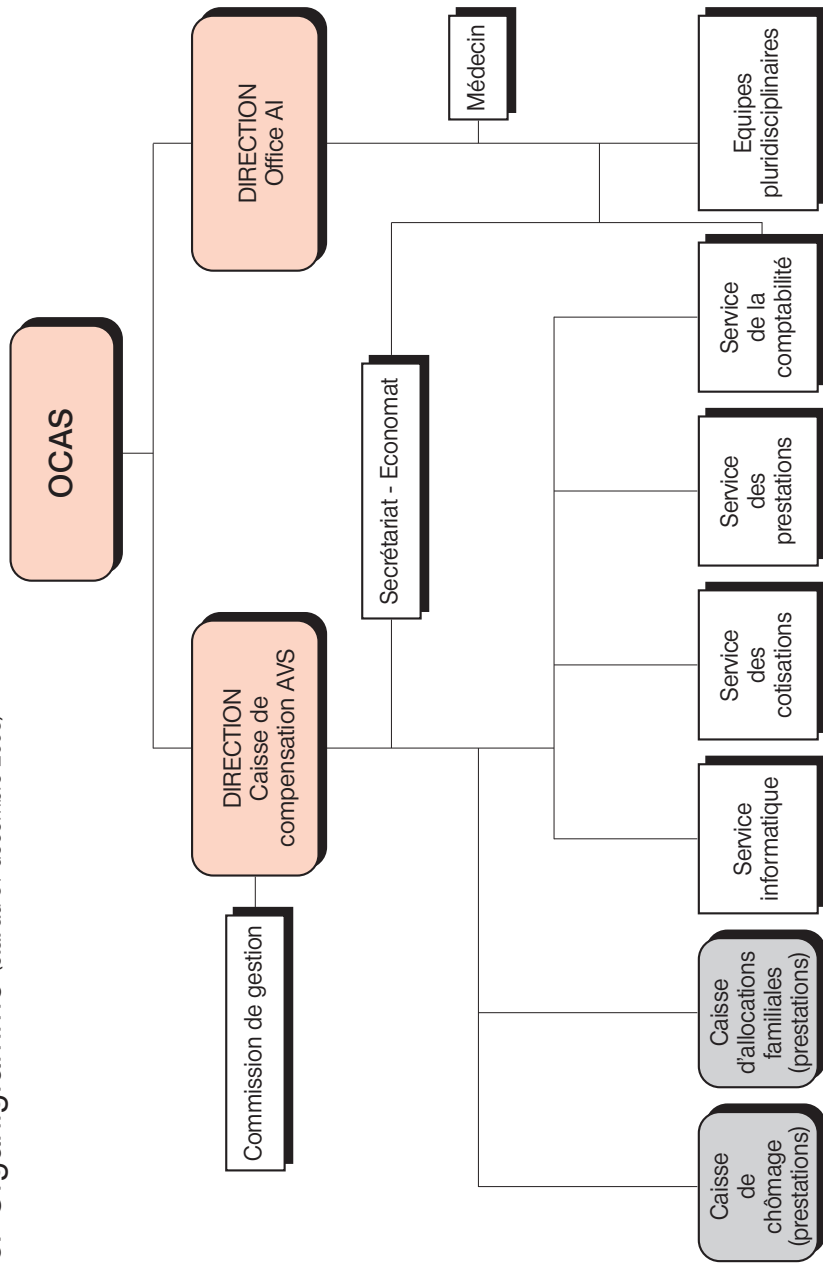 Organigramme
OCAS
DIRECTION
Caisse de
compensation AVS
DIRECTION
Office AI
Commission de gestion
Secrétariat - Economat
Médecin
Caisse
de
chômage
(prestations)
Caisse
d'allocations
familiales
(prestations)
Service
informatique
Service
des
cotisations
Service
des
prestations
Service
de la
comptabilité
Equipes
pluridisciplinaires